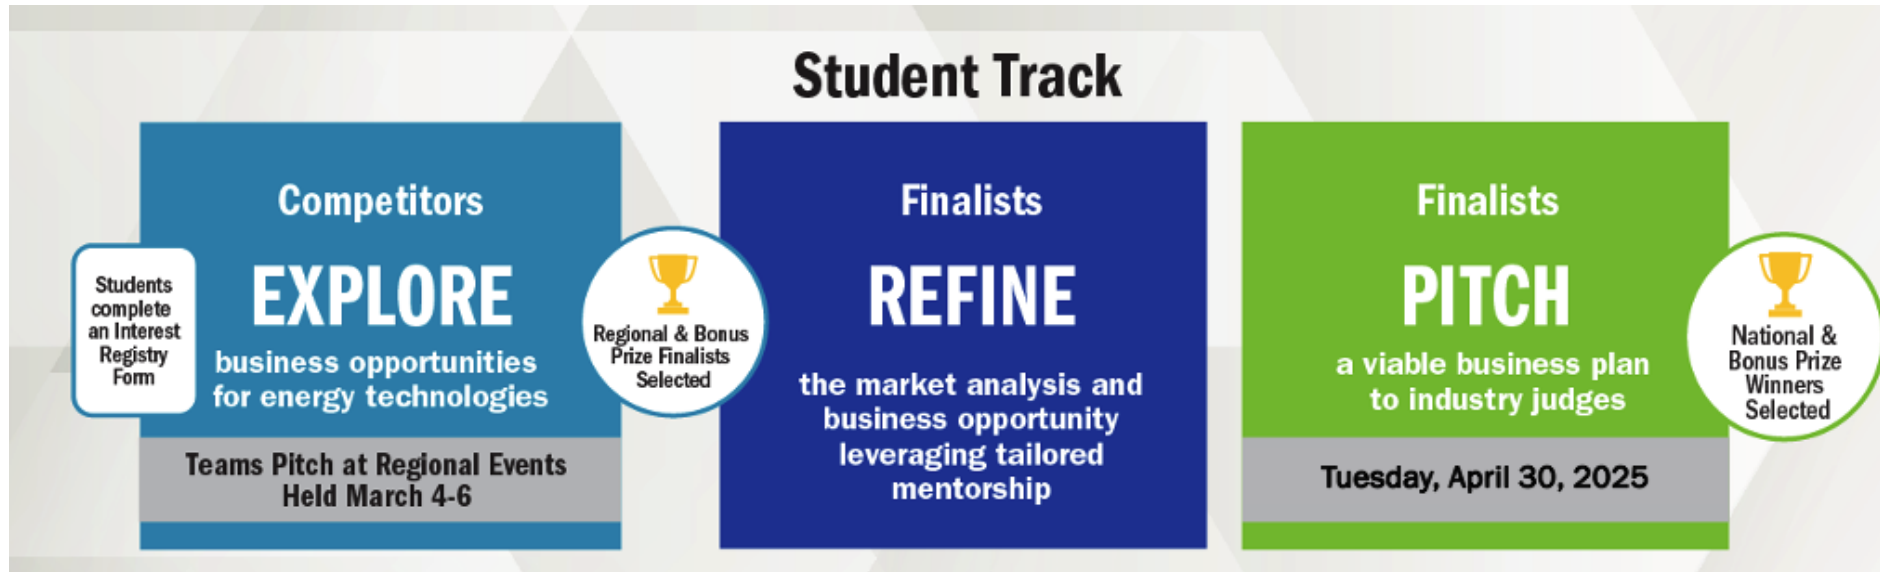 Student Track
Students
complete
an Interest
Registry
Form
Competitors
EXPLORE
business opportunities
for energy technologies
Teams Pitch at Regional Events
Held March 4-6
Regional & Bonus
Prize Finalists
Selected
Finalists
REFINE
the market analysis and
business opportunity
leveraging tailored
mentorship
Finalists
PITCH
a viable business plan
to industry judges
Tuesday, April 30, 2025
National &
Bonus Prize
Winners
Selected